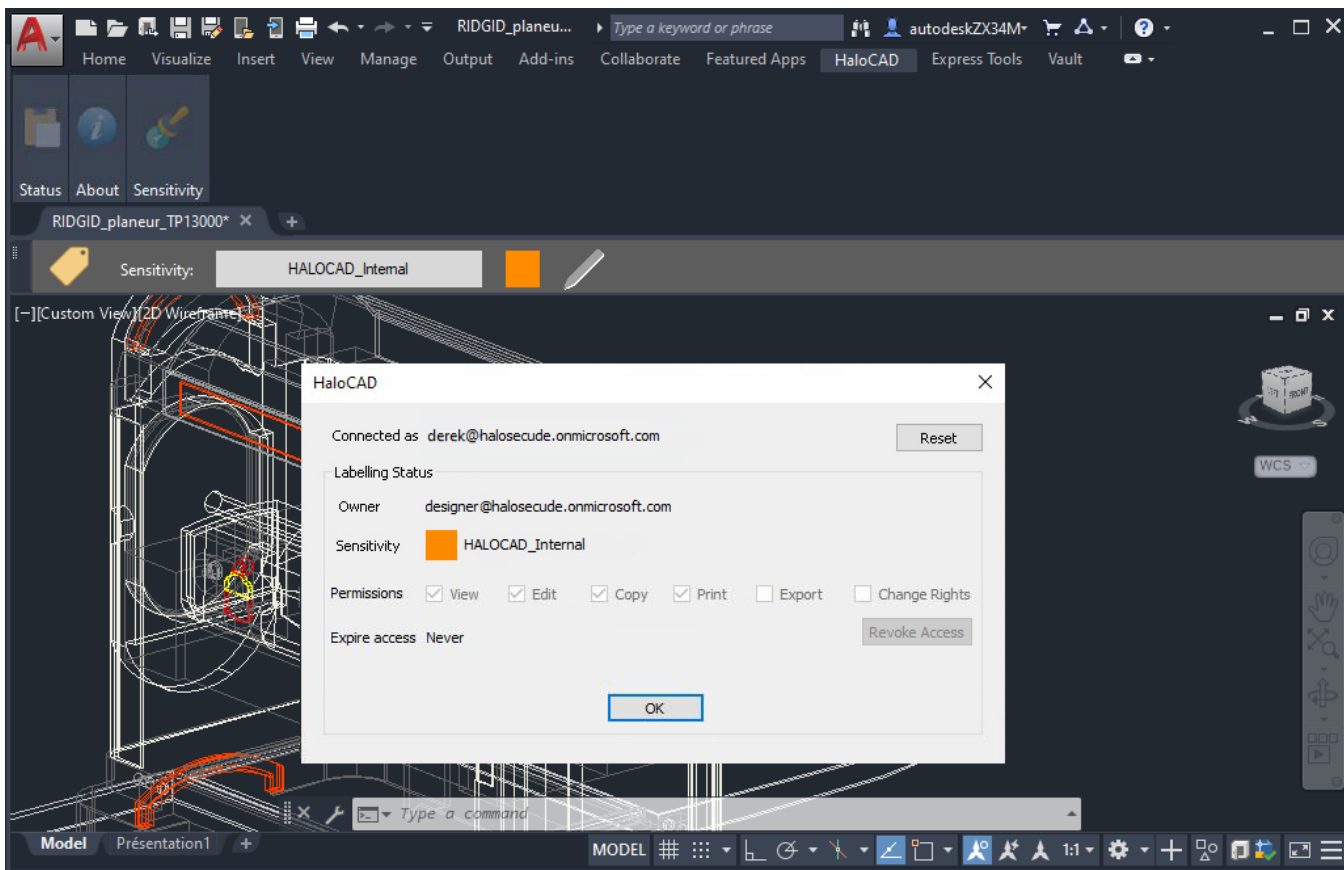 RIDGID_planeu... Type a keyword or phrase autodeskZX34M
Home Visualize Insert View Manage Output Add-ins Collaborate Featured Apps HaloCAD Express Tools Vault
Status About Sensitivity
RIDGID_planeur_TP13000*
Sensitivity: HALOCAD_Internal
[−][Custom View][2D Wireframe]
HaloCAD
Connected as derek@halosecude.onmicrosoft.com Reset
Labelling Status
Owner designer@halosecude.onmicrosoft.com
Sensitivity HALOCAD_Internal
Permissions View Edit Copy Print Export Change Rights
Expire access Never Revoke Access
OK
FRONT
WCS
Type a command
Model Présentation1 +
MODEL 1:1